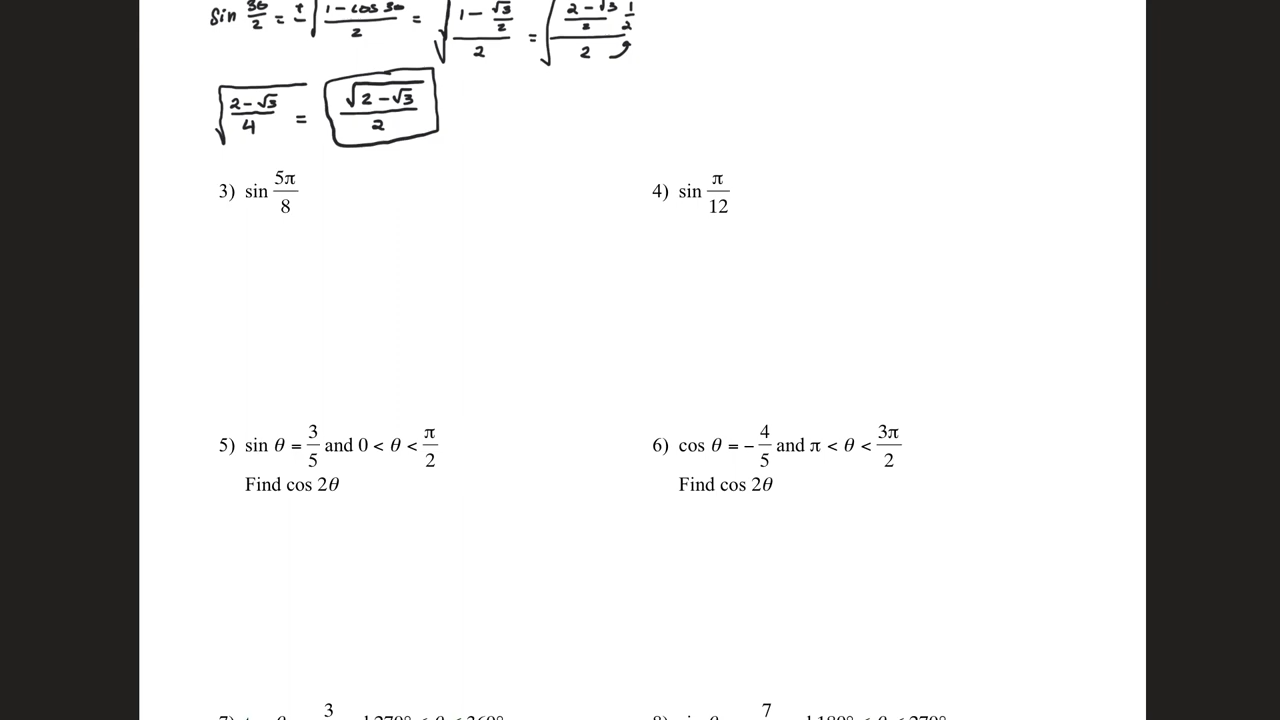 sin 30/2 = ± √(1 - cos 30)/2 = √(1 - √3/2)/2 = √((2 - √3)/2)/2 1/2
√(2 - √3)/4 = √(2 - √3)/2
3) sin 5π/8
4) sin π/12
5) sin θ = 3/5 and 0 < θ < π/2
Find cos 2θ
6) cos θ = - 4/5 and π < θ < 3π/2
Find cos 2θ